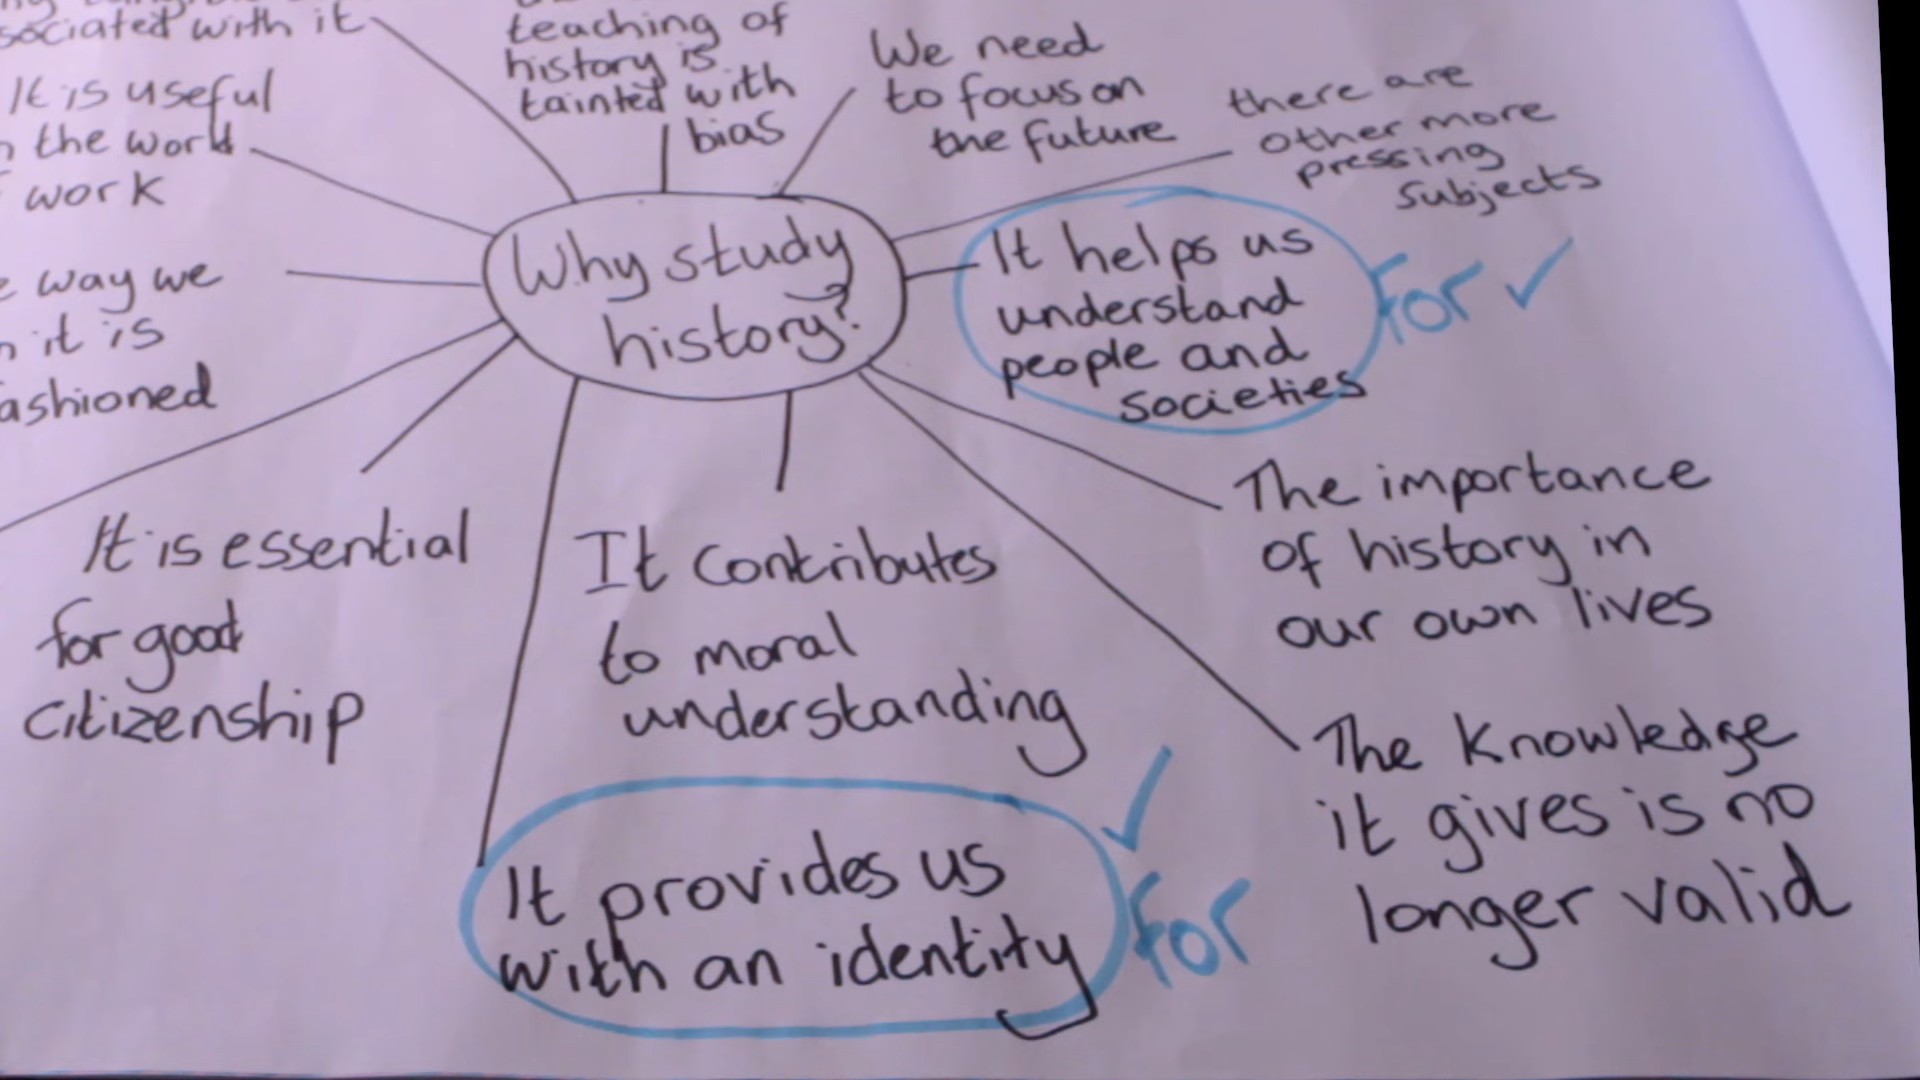 sociated with it
It is useful
the world
work
way we
it is
ashioned
teaching of
history is
tainted with
bias
We need
to focus on
the future
there are
other more
pressing
subjects
Why study
history?
It helps us
understand
people and
societies
for ✓
The importance
of history in
our own lives
The knowledge
it gives is no
longer valid
It is essential
for good
citizenship
It contributes
to moral
understanding
It provides us
with an identity
✓
for